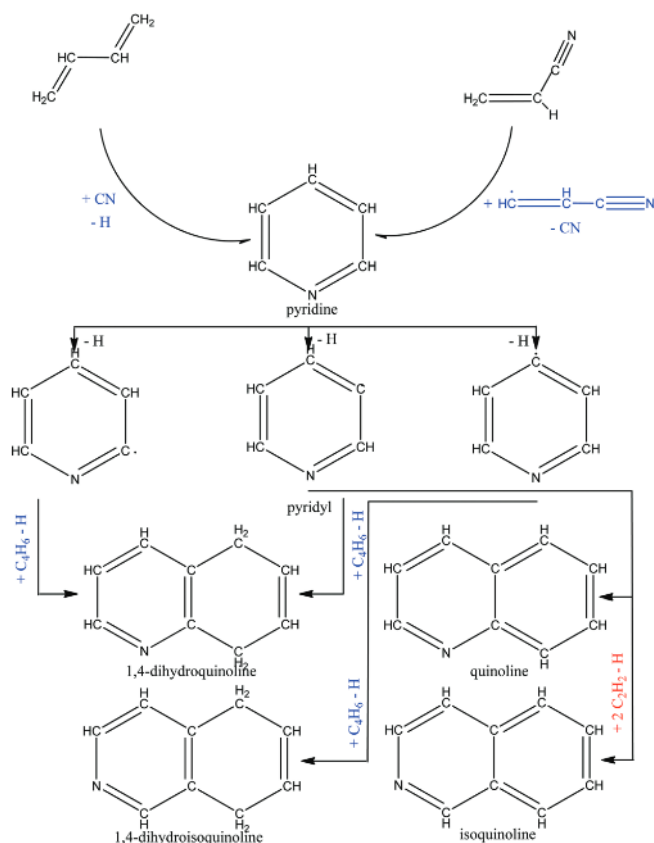 CH₂
N
HC CH
C
H₂C
H₂C
H
H
C
+ CN
- H
HC CH
+ HC H C N
- CN
HC CH
N
pyridine
- H - H - H
H H
C C C
HC CH HC C HC CH
HC C HC CH HC CH
N N N
pyridyl
+ C₄H₆ - H
+ C₄H₆ - H
H H₂
C C
HC C CH
HC C CH
N C
H₂
1,4-dihydroquinoline
H H
C C
HC C CH
HC C CH
N C
H
quinoline
+ C₄H₆ - H
+ 2 C₂H₂ - H
H H₂
C C
HC C CH
N C CH
C C
H H₂
1,4-dihydroisoquinoline
H H
C C
HC C CH
N C CH
C C
H H
isoquinoline